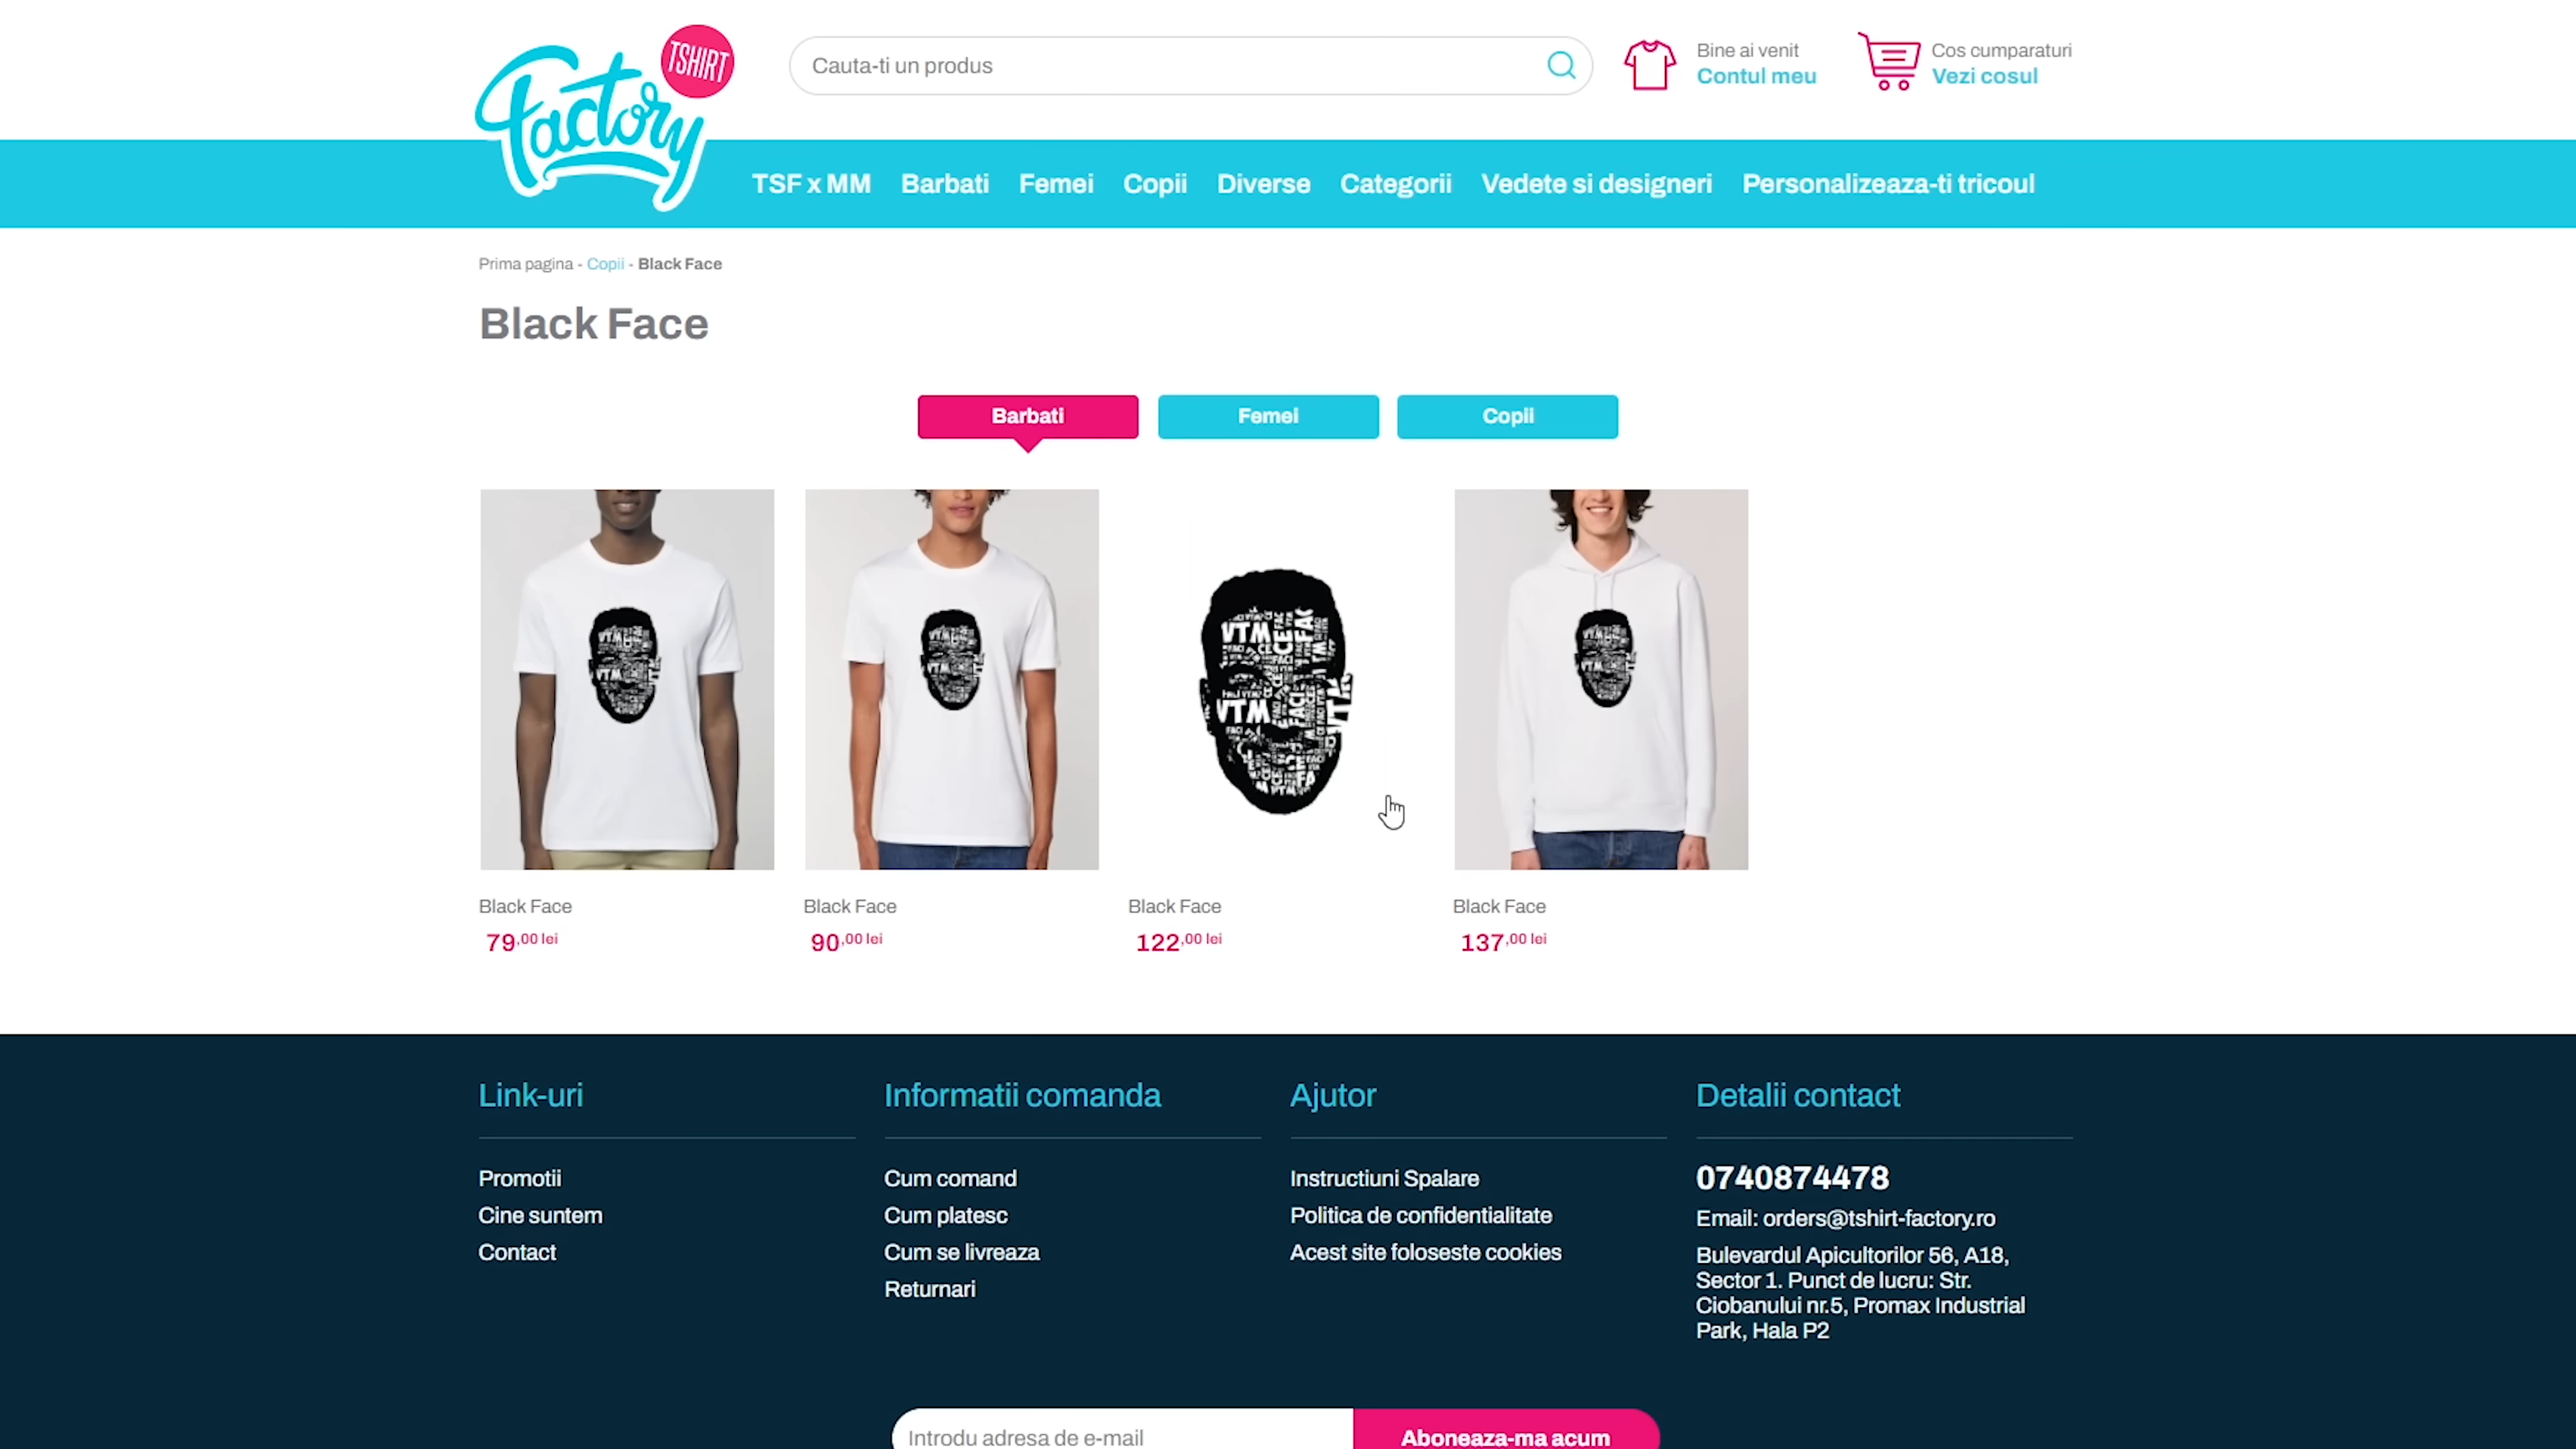 Factory
TSHIRT
Cauta-ti un produs
Bine ai venit
Contul meu
Cos cumparaturi
Vezi cosul
TSF x MM Barbati Femei Copii Diverse Categorii Vedete si designeri Personalizeaza-ti tricoul
Prima pagina - Copii - Black Face
Black Face
Barbati Femei Copii
VTM
VTM
Black Face
79,00 lei
Black Face
90,00 lei
Black Face
122,00 lei
Black Face
137,00 lei
Link-uri
Promotii
Cine suntem
Contact
Informatii comanda
Cum comand
Cum platesc
Cum se livreaza
Returnari
Ajutor
Instructiuni Spalare
Politica de confidentialitate
Acest site foloseste cookies
Detalii contact
0740874478
Email: orders@tshirt-factory.ro
Bulevardul Apicultorilor 56, A18,
Sector 1. Punct de lucru: Str.
Ciobanului nr.5, Promax Industrial
Park, Hala P2
Introdu adresa de e-mail
Aboneaza-ma acum